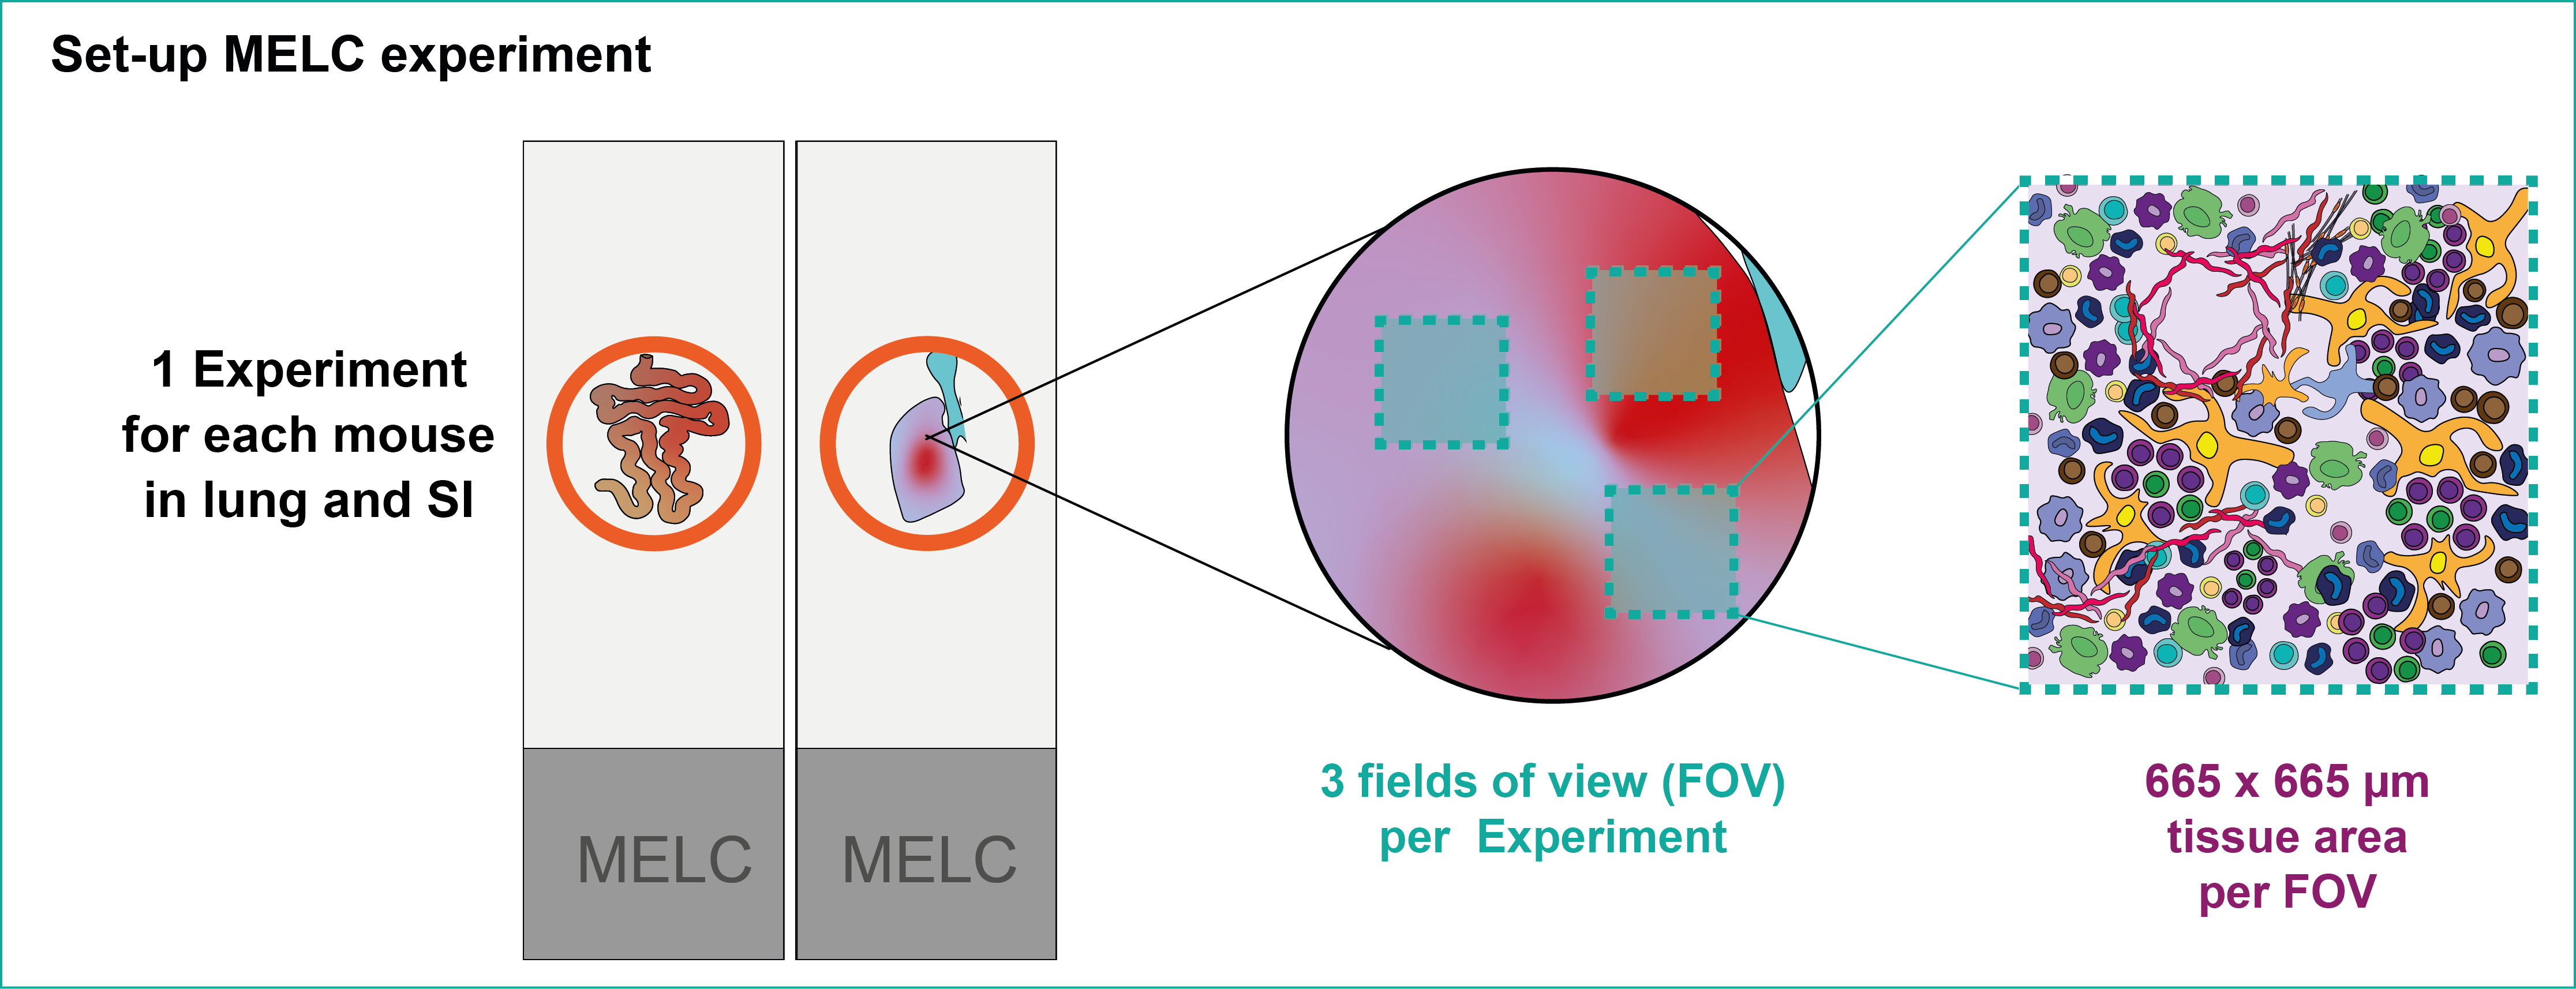 Set-up MELC experiment
1 Experiment
for each mouse
in lung and SI
MELC
MELC
3 fields of view (FOV)
per  Experiment
665 x 665 µm
tissue area
per FOV